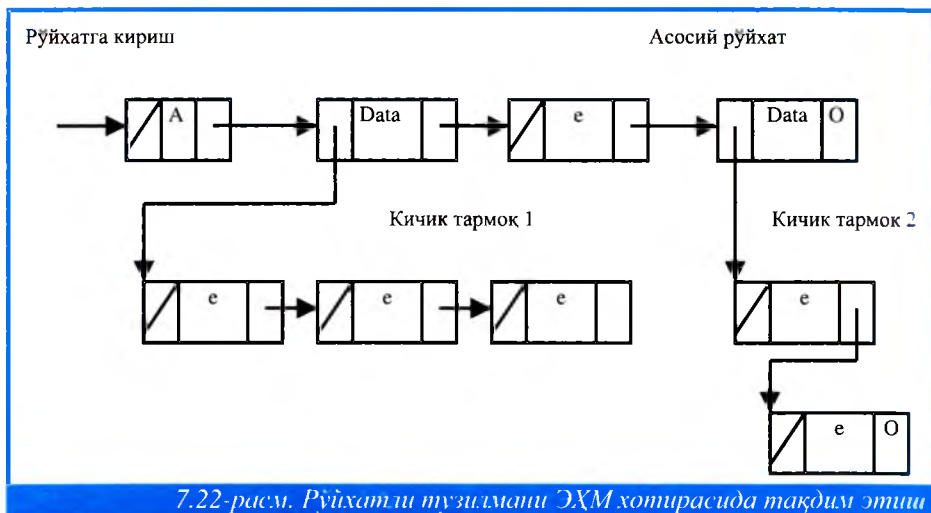 Рўйхатга кириш
Асосий рўйхат
A
Data
e
Data
O
Кичик тармоқ 1
Кичик тармоқ 2
e
e
e
e
e
O
7.22-расм. Рўйхатли тузилмани ЭҲМ хотирасида тақдим этиш